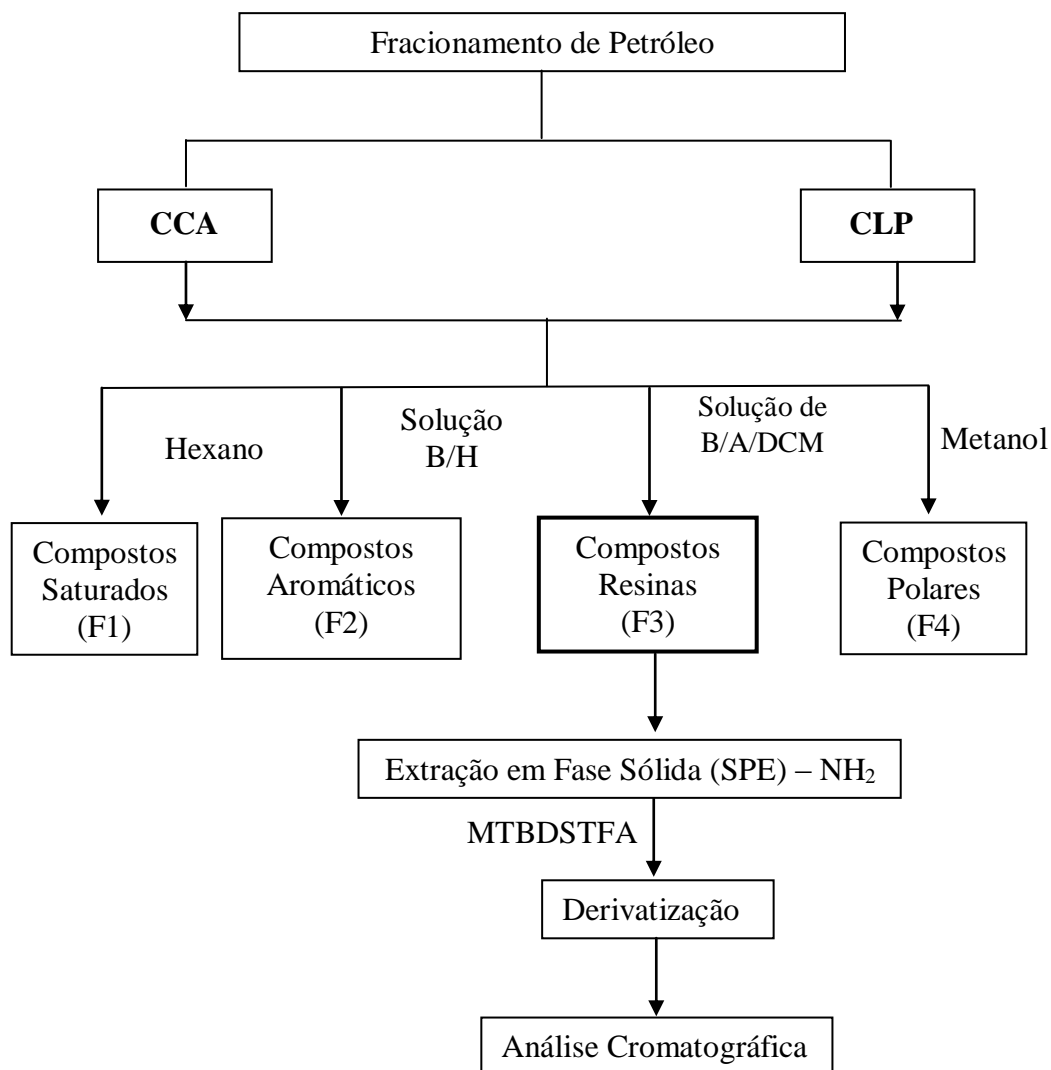 Fracionamento de Petróleo
CCA
CLP
Hexano
Solução
B/H
Solução de
B/A/DCM
Metanol
Compostos
Saturados
(F1)
Compostos
Aromáticos
(F2)
Compostos
Resinas
(F3)
Compostos
Polares
(F4)
Extração em Fase Sólida (SPE) – NH₂
MTBDSTFA
Derivatização
Análise Cromatográfica